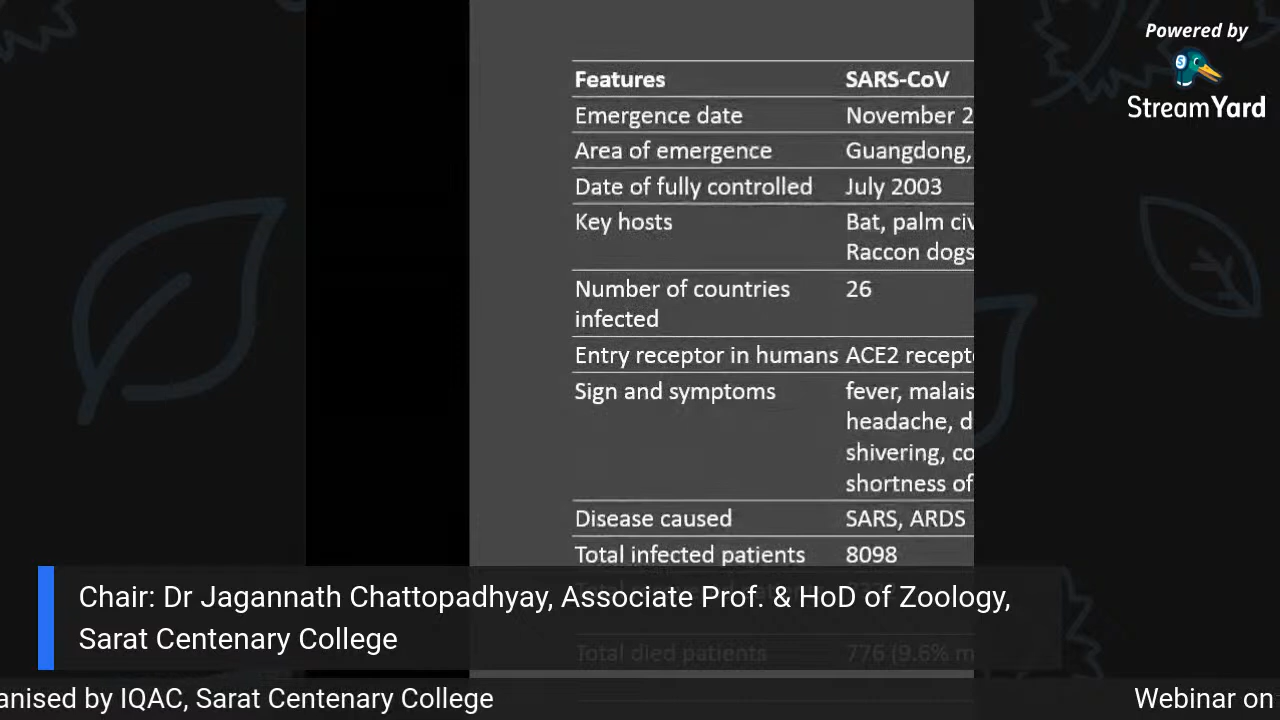 Powered by
StreamYard
Features SARS-CoV
Emergence date November 2
Area of emergence Guangdong,
Date of fully controlled July 2003
Key hosts Bat, palm civ
Raccon dogs
Number of countries 26
infected
Entry receptor in humans ACE2 recept
Sign and symptoms fever, malais
headache, d
shivering, co
shortness of
Disease caused SARS, ARDS
Total infected patients 8098
Chair: Dr Jagannath Chattopadhyay, Associate Prof. & HoD of Zoology,
Sarat Centenary College
Total died patients 776 (9.6% m
anised by IQAC, Sarat Centenary College
Webinar on